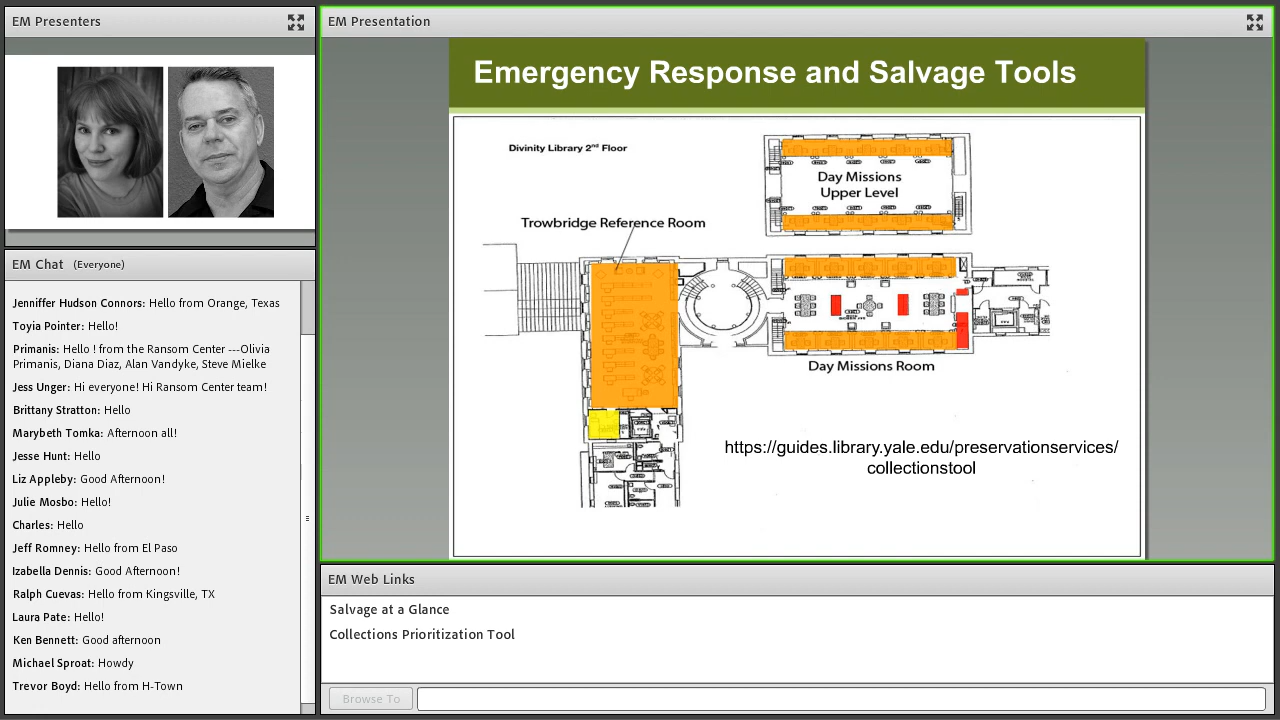 EM Presenters
EM Chat (Everyone)
Jenniffer Hudson Connors: Hello from Orange, Texas
Toyia Pointer: Hello!
Primanis: Hello ! from the Ransom Center ---Olivia
Primanis, Diana Diaz, Alan Vandyke, Steve Mielke
Jess Unger: Hi everyone! Hi Ransom Center team!
Brittany Stratton: Hello
Marybeth Tomka: Afternoon all!
Jesse Hunt: Hello
Liz Appleby: Good Afternoon!
Julie Mosbo: Hello!
Charles: Hello
Jeff Romney: Hello from El Paso
Izabella Dennis: Good Afternoon!
Ralph Cuevas: Hello from Kingsville, TX
Laura Pate: Hello!
Ken Bennett: Good afternoon
Michael Sproat: Howdy
Trevor Boyd: Hello from H-Town
EM Presentation
Emergency Response and Salvage Tools
Divinity Library 2nd Floor
Day Missions
Upper Level
Trowbridge Reference Room
Day Missions Room
https://guides.library.yale.edu/preservationservices/
collectionstool
EM Web Links
Salvage at a Glance
Collections Prioritization Tool
Browse To